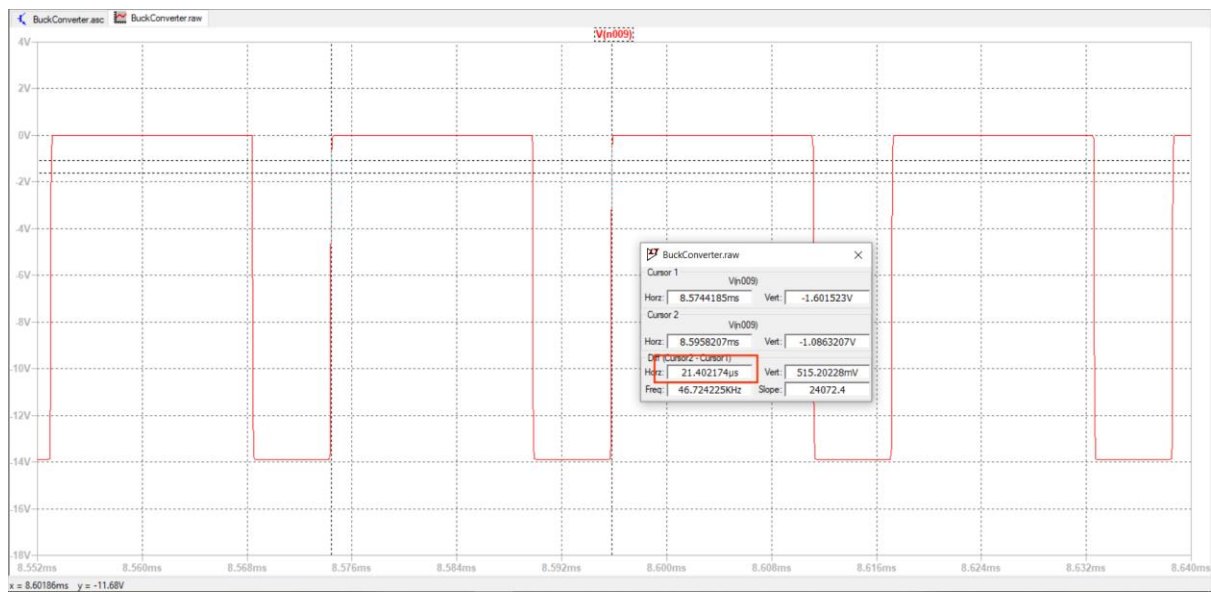 BuckConverter.asc BuckConverter.raw
V(n009)
4V
2V
0V
-2V
-4V
-6V
-8V
-10V
-12V
-14V
-16V
-18V
BuckConverter.raw
Cursor 1
V(n009)
Horz: 8.5744185ms Vert: -1.601523V
Cursor 2
V(n009)
Horz: 8.5958207ms Vert: -1.0863207V
Diff (Cursor2 - Cursor1)
Horz: 21.402174µs Vert: 515.20228mV
Freq: 46.724225KHz Slope: 24072.4
8.552ms 8.560ms 8.568ms 8.576ms 8.584ms 8.592ms 8.600ms 8.608ms 8.616ms 8.624ms 8.632ms 8.640ms
x = 8.60186ms y = -11.68V